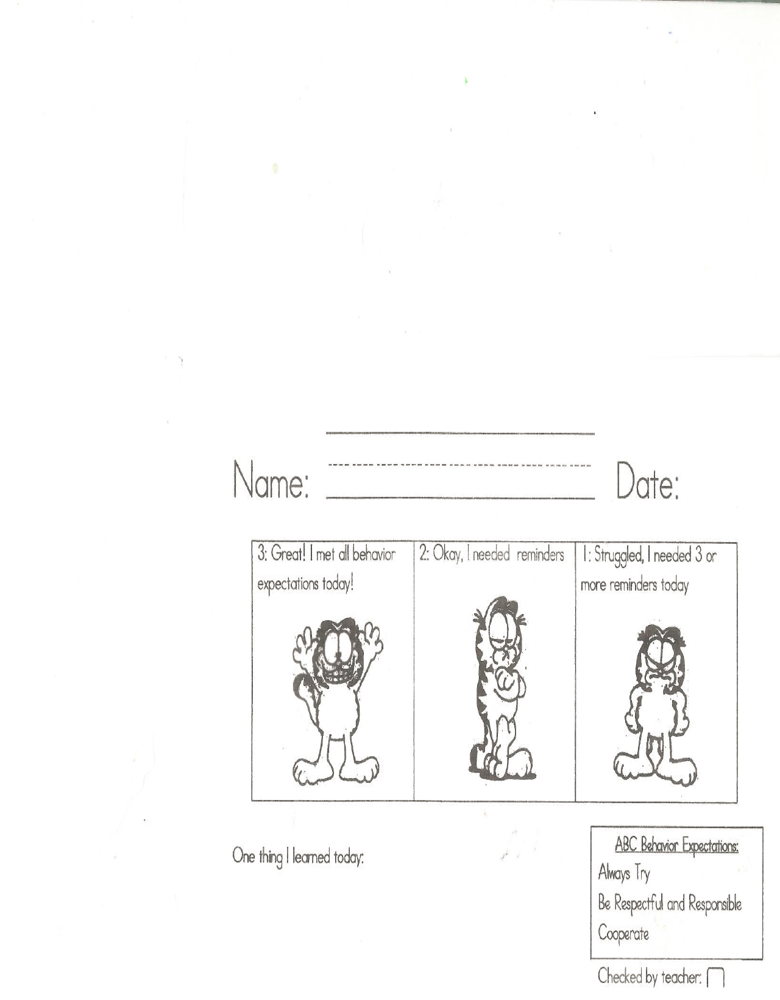 Name: Date:
3: Great! I met all behavior
expectations today!
2: Okay, I needed reminders
1: Struggled, I needed 3 or
more reminders today
One thing I learned today:
ABC Behavior Expectations:
Always Try
Be Respectful and Responsible
Cooperate
Checked by teacher: